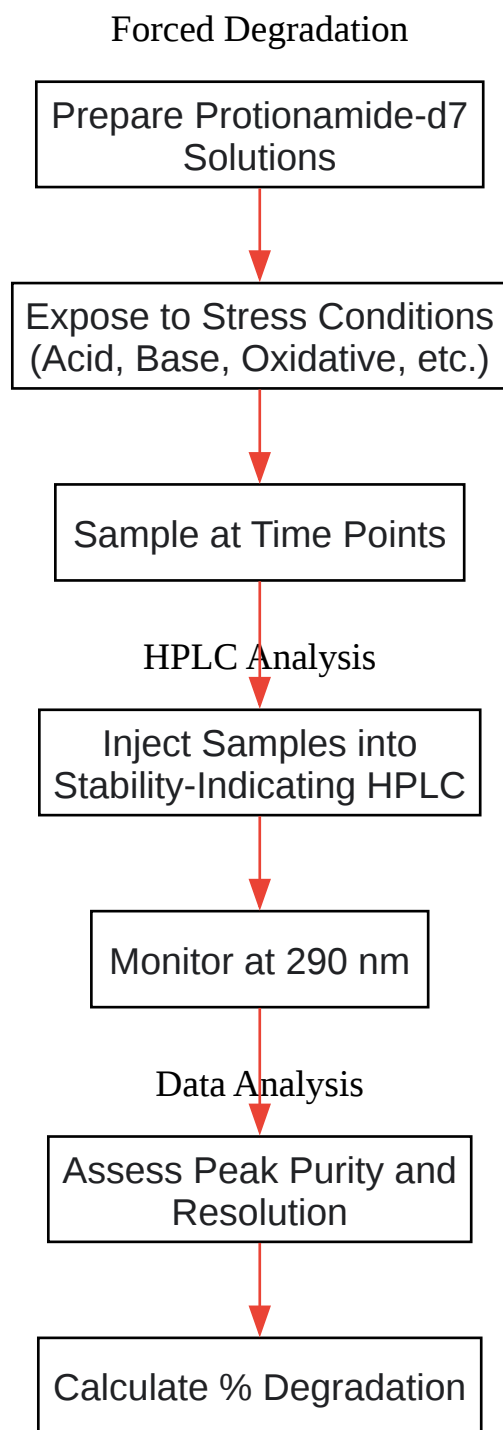 Forced Degradation
Prepare Protionamide-d7
Solutions
Expose to Stress Conditions
(Acid, Base, Oxidative, etc.)
Sample at Time Points
HPLC Analysis
Inject Samples into
Stability-Indicating HPLC
Monitor at 290 nm
Data Analysis
Assess Peak Purity and
Resolution
Calculate % Degradation